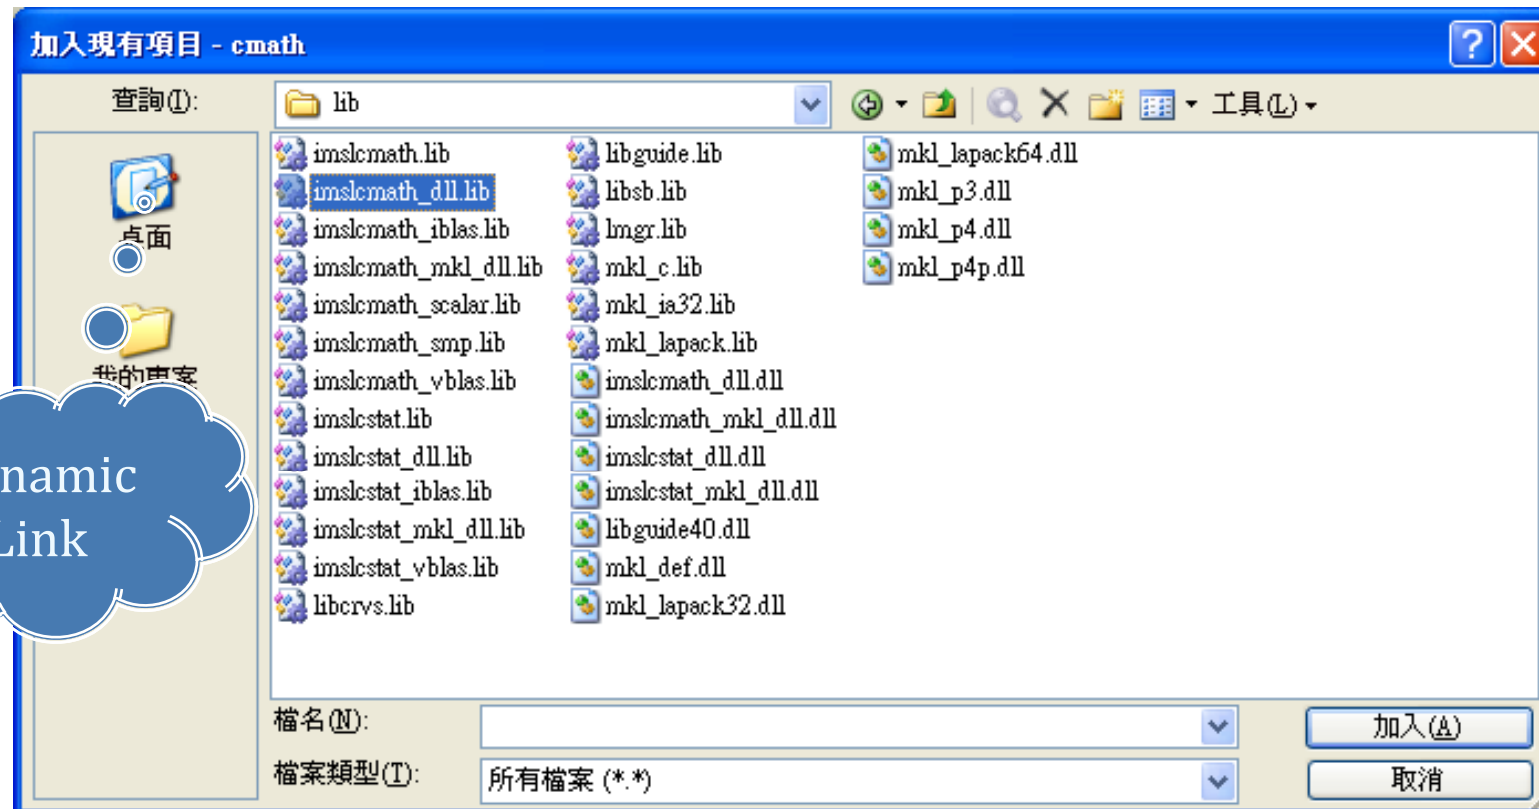 加入現有項目 - cmath
查詢(I):
lib
工具(L)
桌面
我的專案
namic
Link
imslcmath.lib
imslcmath_dll.lib
imslcmath_iblas.lib
imslcmath_mkl_dll.lib
imslcmath_scalar.lib
imslcmath_smp.lib
imslcmath_vblas.lib
imslcstat.lib
imslcstat_dll.lib
imslcstat_iblas.lib
imslcstat_mkl_dll.lib
imslcstat_vblas.lib
libcrvs.lib
libguide.lib
libsb.lib
lmgr.lib
mkl_c.lib
mkl_ia32.lib
mkl_lapack.lib
imslcmath_dll.dll
imslcmath_mkl_dll.dll
imslcstat_dll.dll
imslcstat_mkl_dll.dll
libguide40.dll
mkl_def.dll
mkl_lapack32.dll
mkl_lapack64.dll
mkl_p3.dll
mkl_p4.dll
mkl_p4p.dll
檔名(N):
加入(A)
檔案類型(T):
所有檔案 (*.*)
取消